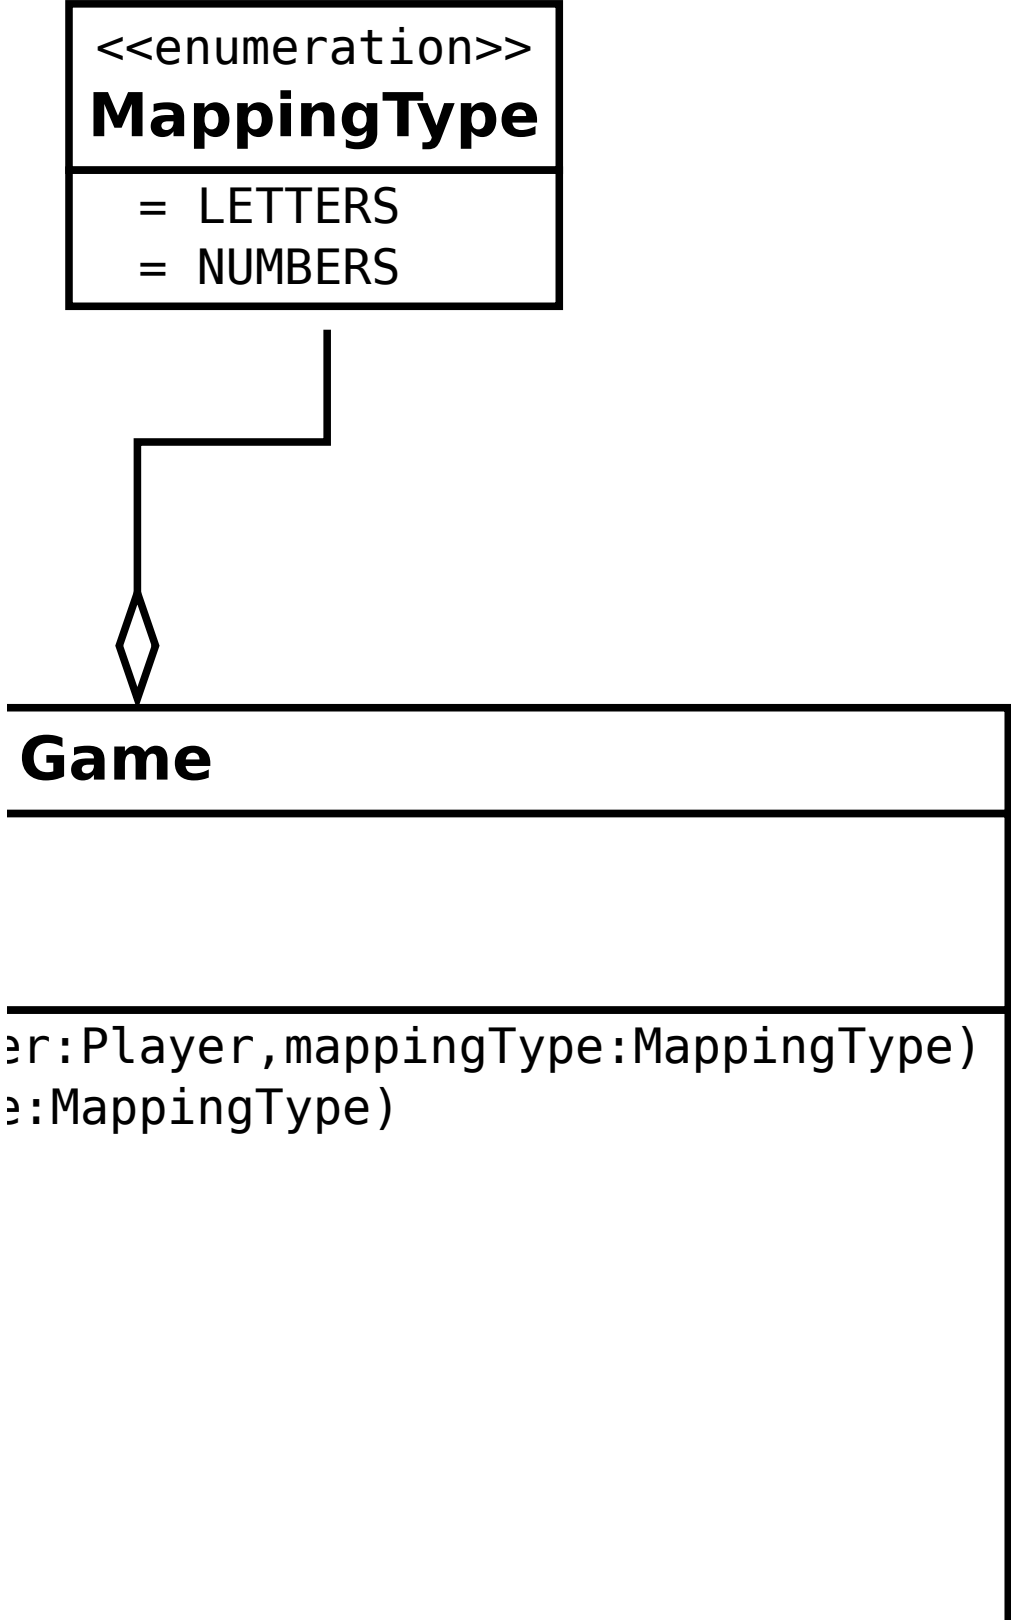 <<enumeration>>
MappingType
= LETTERS
= NUMBERS
Game
er:Player,mappingType:MappingType)
e:MappingType)